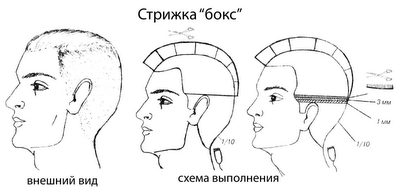 Стрижка "бокс"
3 мм
1 мм
1/10
1/10
внешний вид
схема выполнения